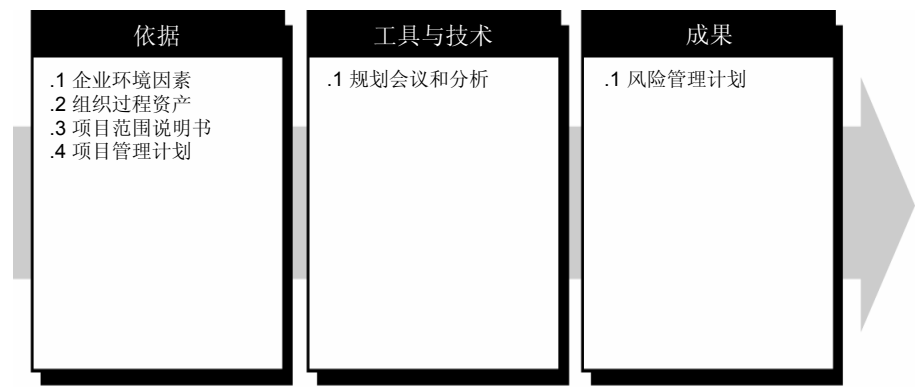 依据
.1 企业环境因素
.2 组织过程资产
.3 项目范围说明书
.4 项目管理计划
工具与技术
.1 规划会议和分析
成果
.1 风险管理计划